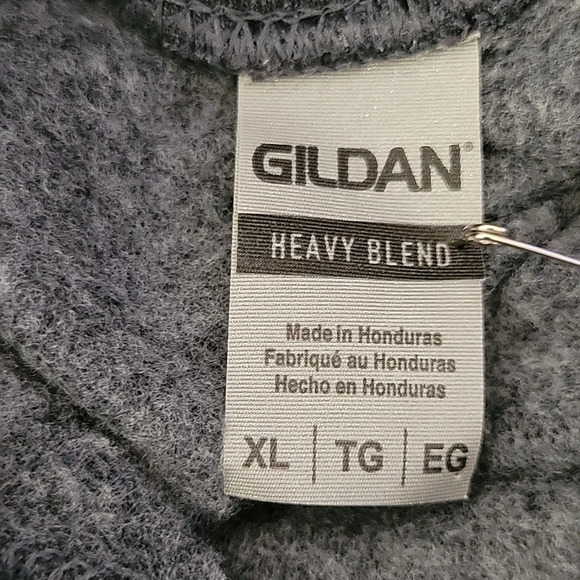 GILDAN®
HEAVY BLEND
Made in Honduras
Fabriqué au Honduras
Hecho en Honduras
XL | TG | EG